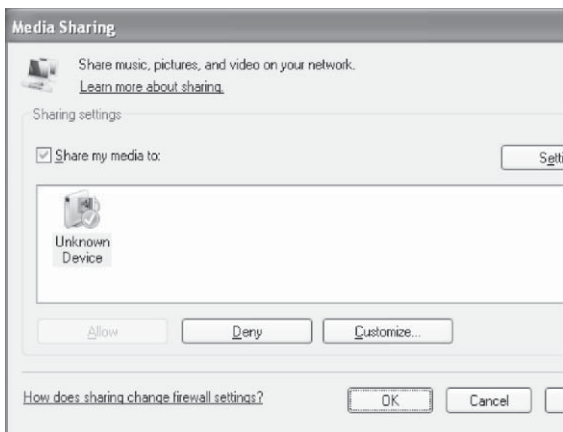 Media Sharing
Share music, pictures, and video on your network.
Learn more about sharing.
Sharing settings
Share my media to:
Setti
Unknown
Device
Allow
Deny
Customize...
How does sharing change firewall settings?
OK
Cancel